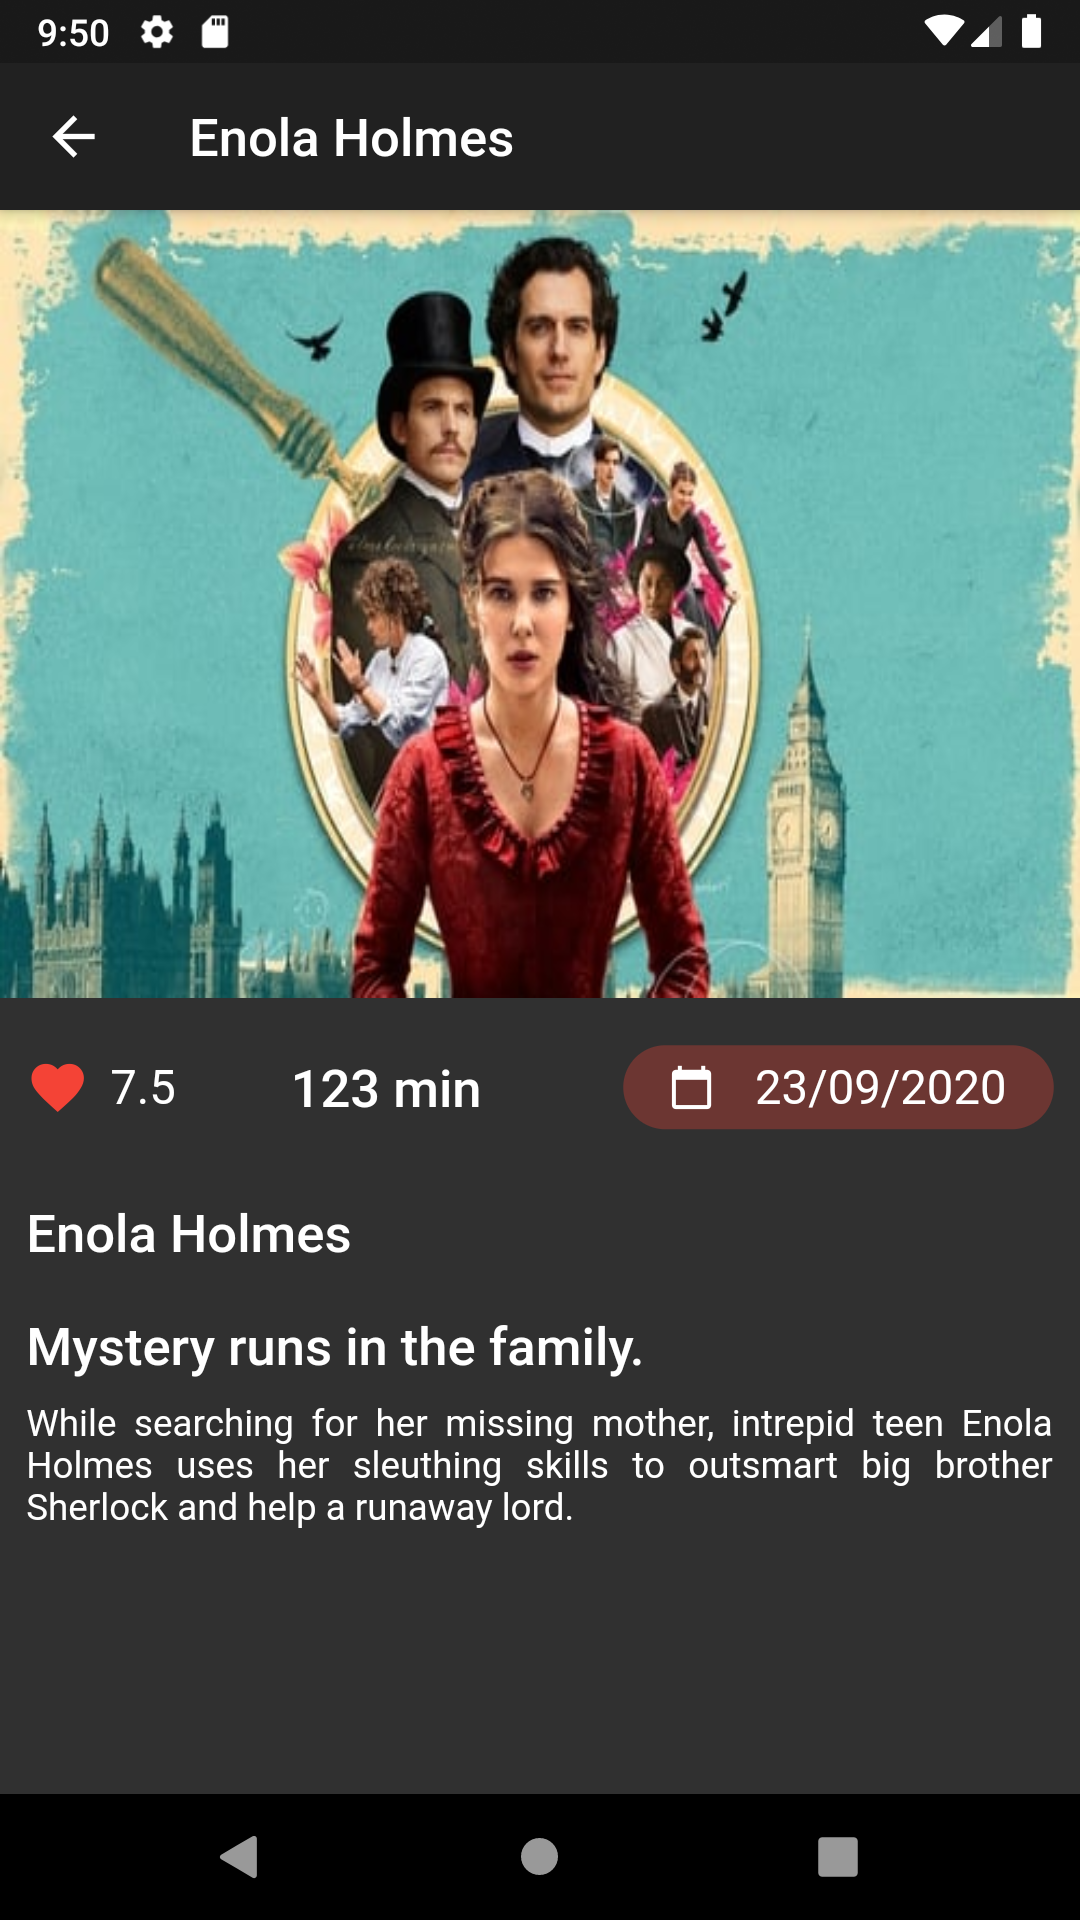 9:50
Enola Holmes
7.5
123 min
23/09/2020
Enola Holmes
Mystery runs in the family.
While searching for her missing mother, intrepid teen Enola
Holmes uses her sleuthing skills to outsmart big brother
Sherlock and help a runaway lord.